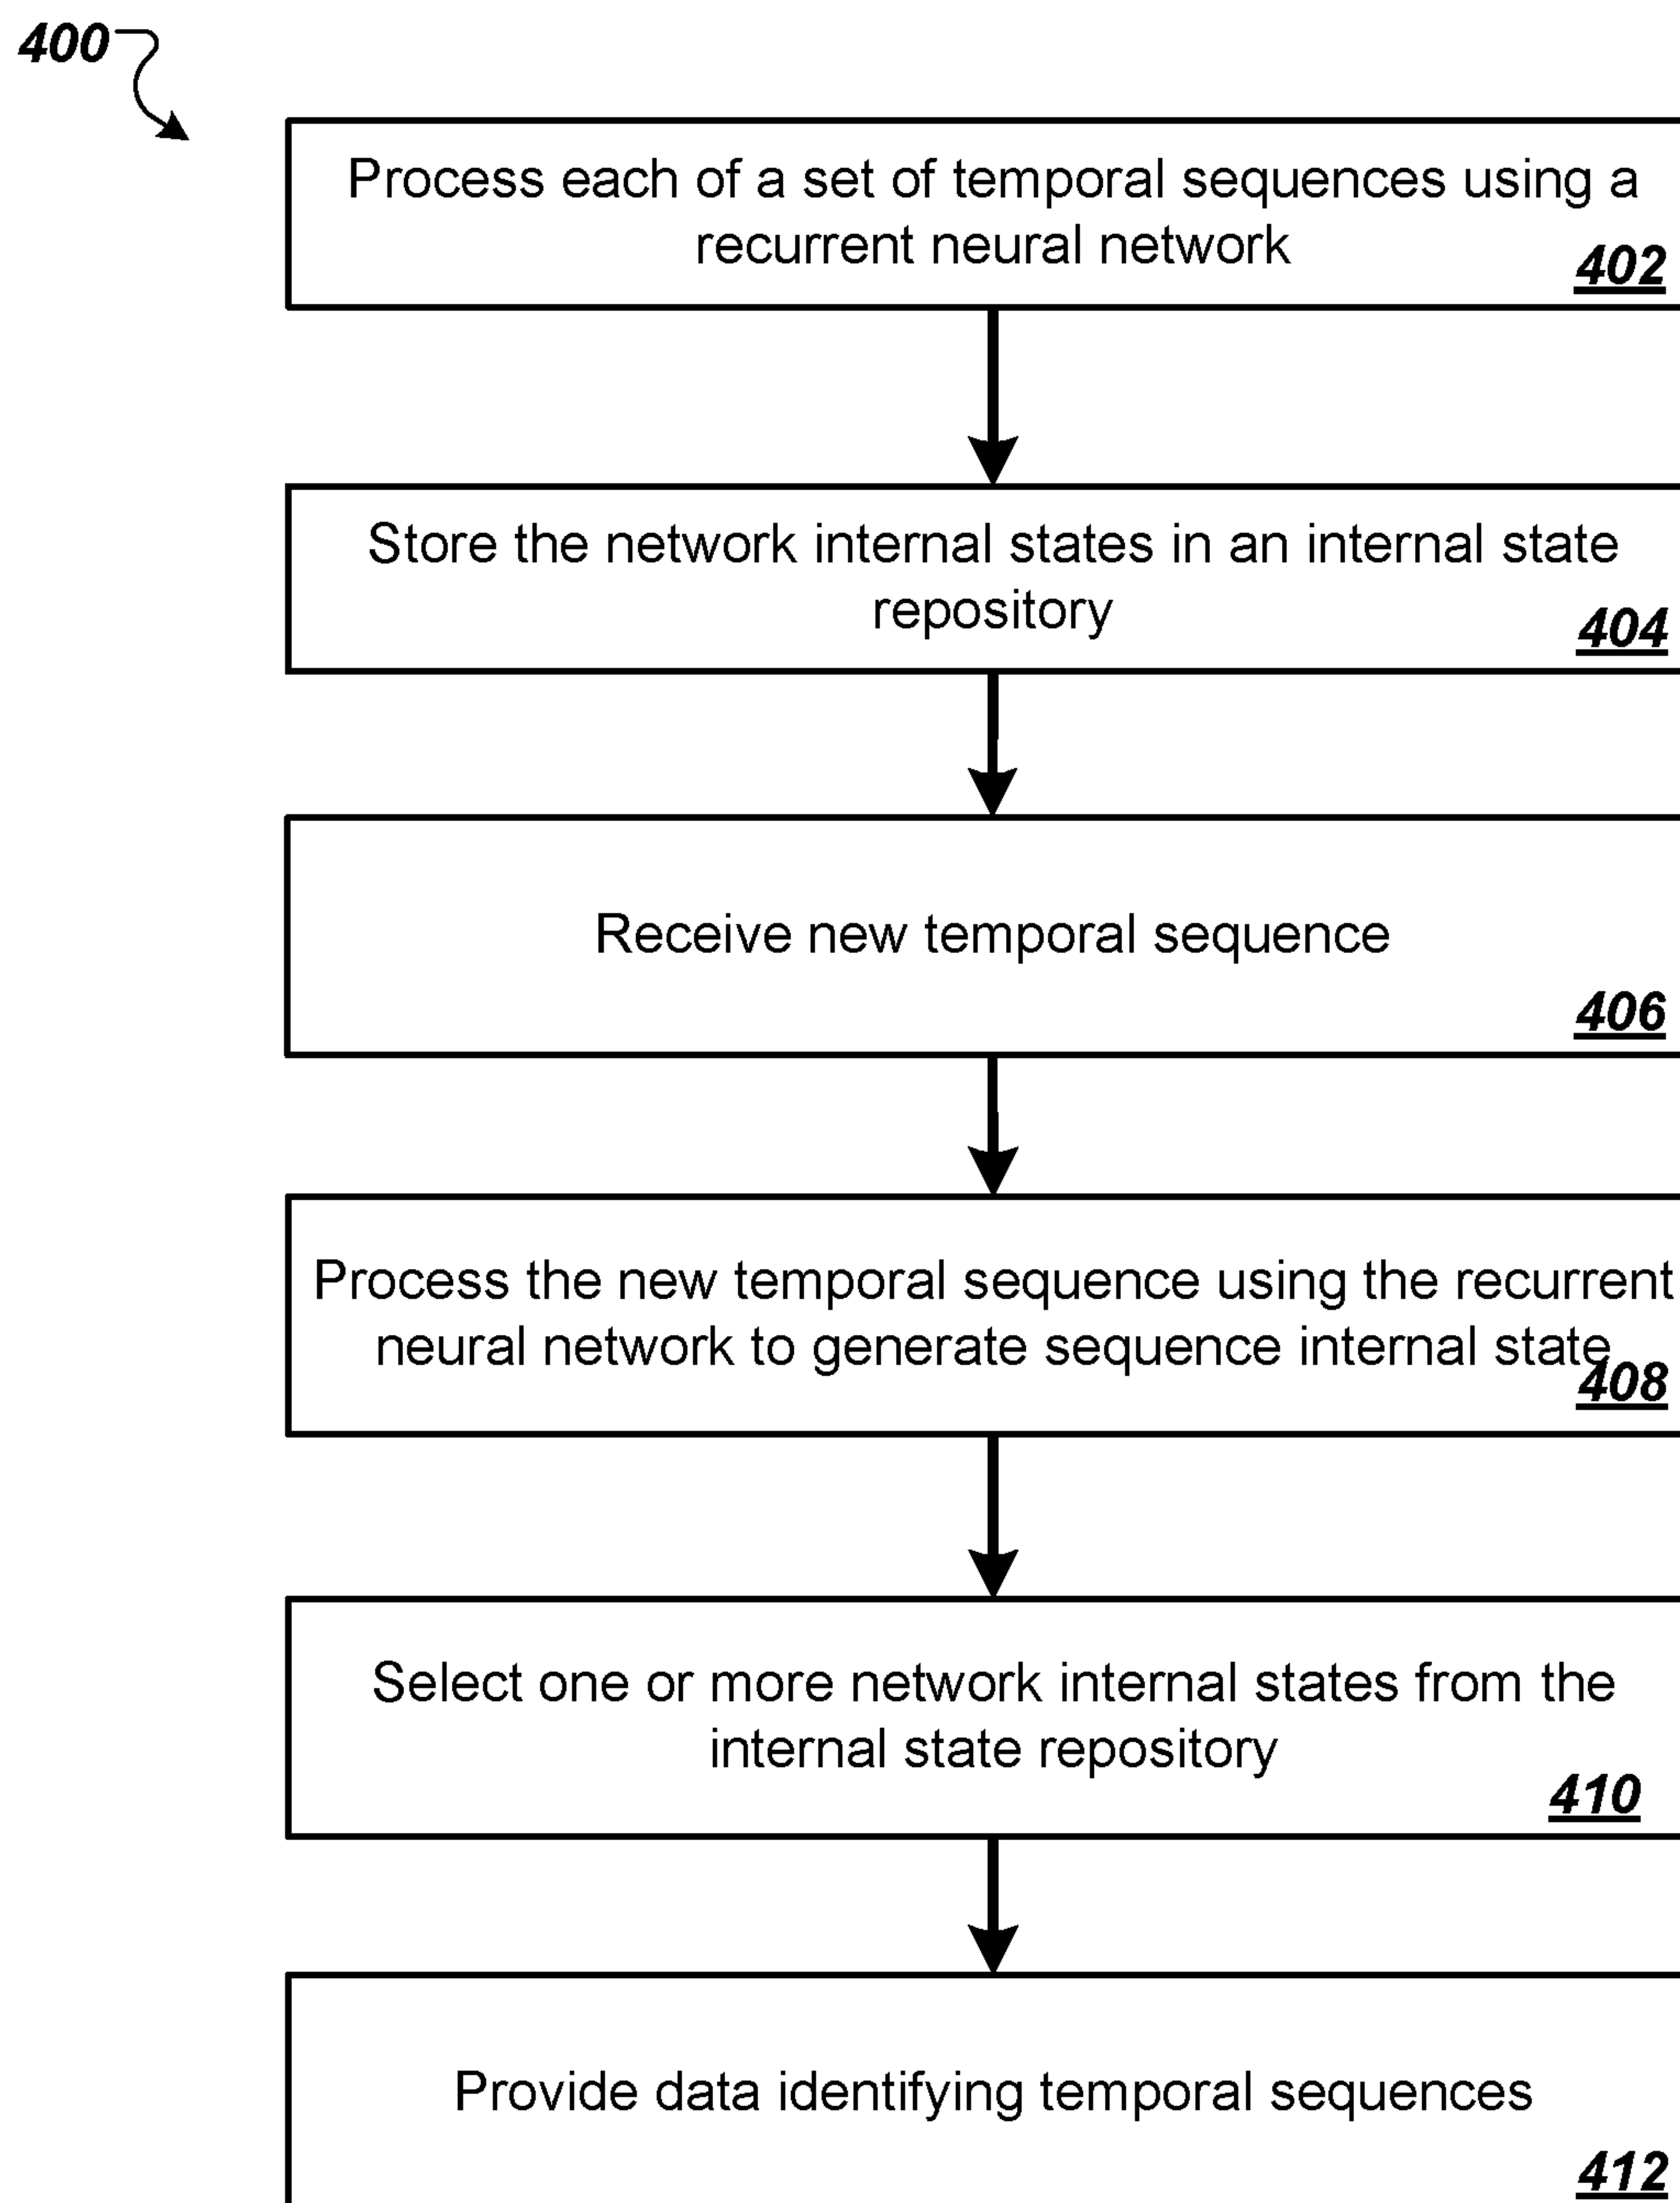 400
Process each of a set of temporal sequences using a
recurrent neural network
402
Store the network internal states in an internal state
repository
404
Receive new temporal sequence
406
Process the new temporal sequence using the recurrent
neural network to generate sequence internal state
408
Select one or more network internal states from the
internal state repository
410
Provide data identifying temporal sequences
412